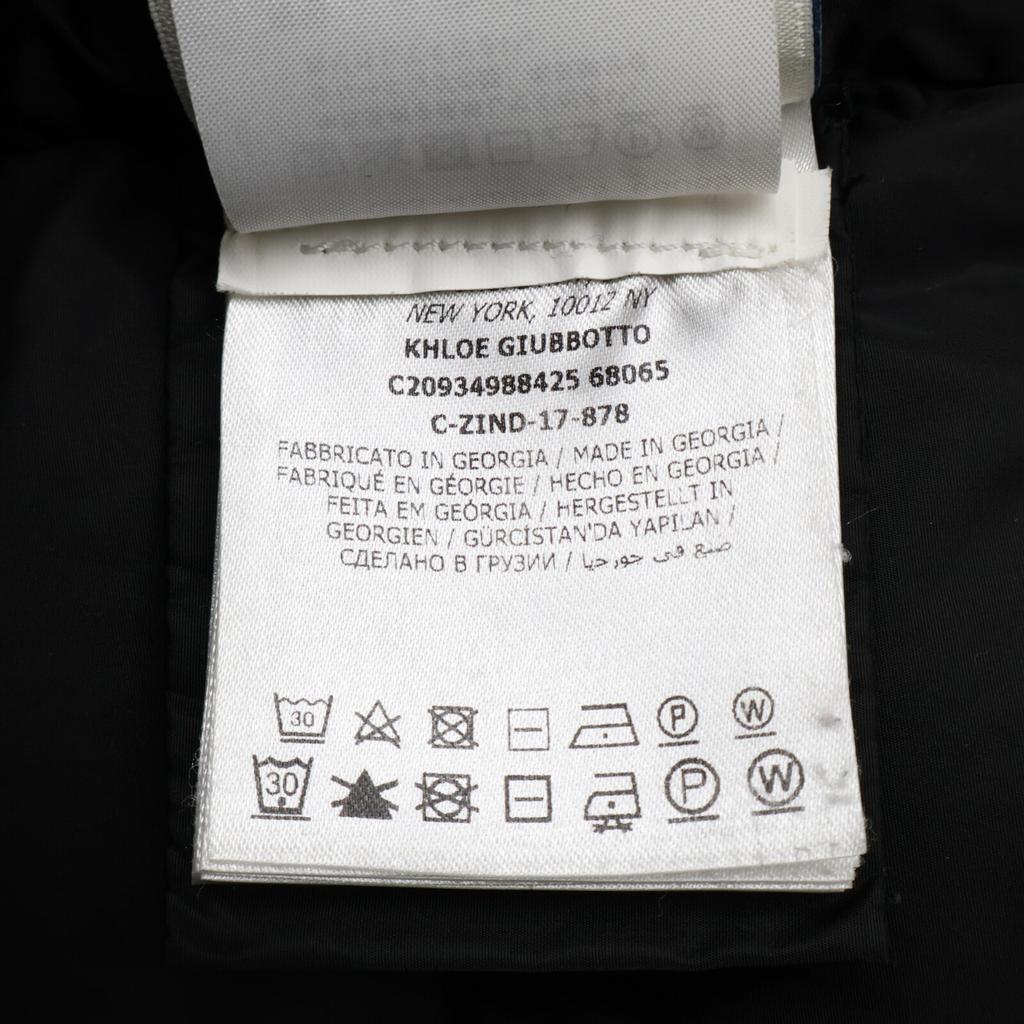 NEW YORK, 10012 NY
KHLOE GIUBBOTTO
C20934988425 68065
C-ZIND-17-878
FABBRICATO IN GEORGIA / MADE IN GEORGIA /
FABRIQUÉ EN GÉORGIE / HECHO EN GEORGIA /
FEITA EM GEÓRGIA / HERGESTELLT IN
GEORGIEN / GÜRCİSTAN'DA YAPILAN /
СДЕЛАНО В ГРУЗИИ / صنع في جورجيا
30 P W
30 P W